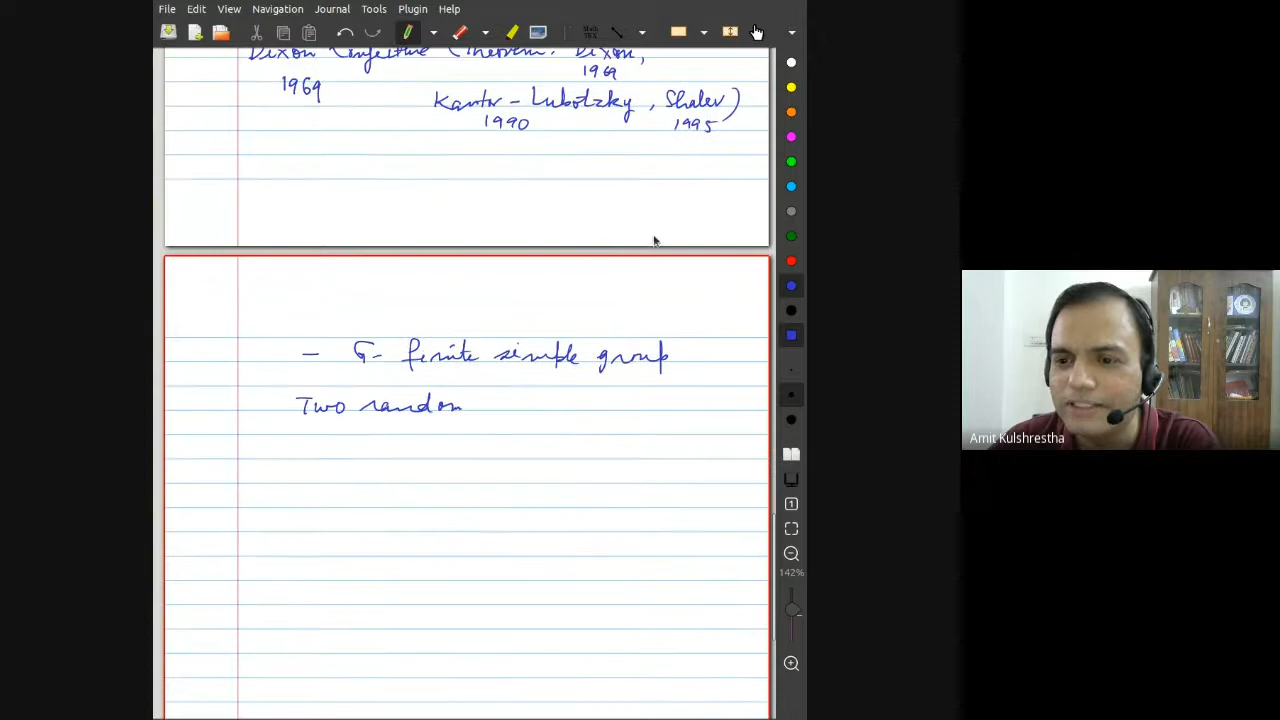 File Edit View Navigation Journal Tools Plugin Help
Dixon Conjecture (Theorem: Dixon,
1969
1969
Kantor - Lubotzky, Shalev)
1990 1995
- G - finite simple group
Two random
1
142%
Amit Kulshrestha